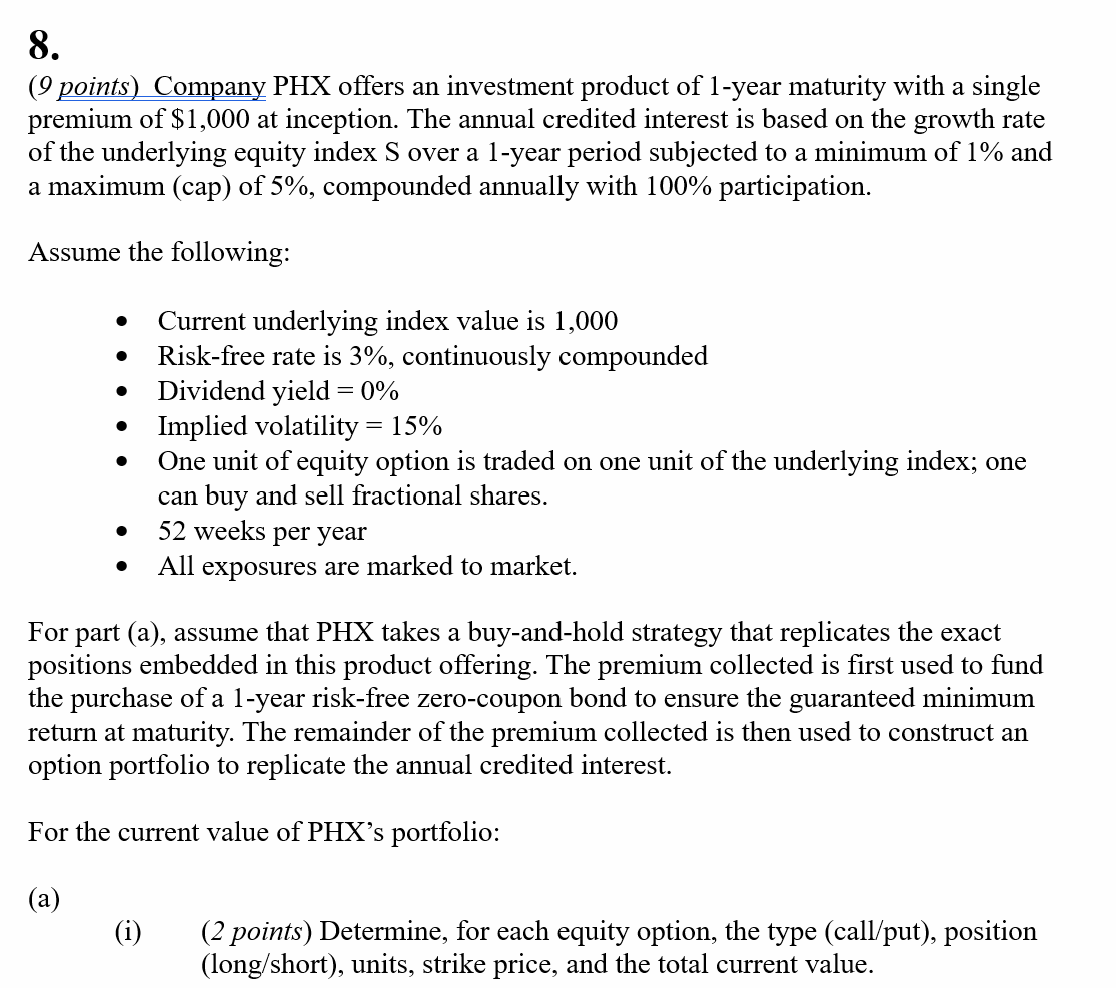 8.
(9 points) Company PHX offers an investment product of 1-year maturity with a single
premium of $1,000 at inception. The annual credited interest is based on the growth rate
of the underlying equity index S over a 1-year period subjected to a minimum of 1% and
a maximum (cap) of 5%, compounded annually with 100% participation.
Assume the following:
• Current underlying index value is 1,000
• Risk-free rate is 3%, continuously compounded
• Dividend yield = 0%
• Implied volatility = 15%
• One unit of equity option is traded on one unit of the underlying index; one
can buy and sell fractional shares.
• 52 weeks per year
• All exposures are marked to market.
For part (a), assume that PHX takes a buy-and-hold strategy that replicates the exact
positions embedded in this product offering. The premium collected is first used to fund
the purchase of a 1-year risk-free zero-coupon bond to ensure the guaranteed minimum
return at maturity. The remainder of the premium collected is then used to construct an
option portfolio to replicate the annual credited interest.
For the current value of PHX’s portfolio:
(a)
(i) (2 points) Determine, for each equity option, the type (call/put), position
(long/short), units, strike price, and the total current value.